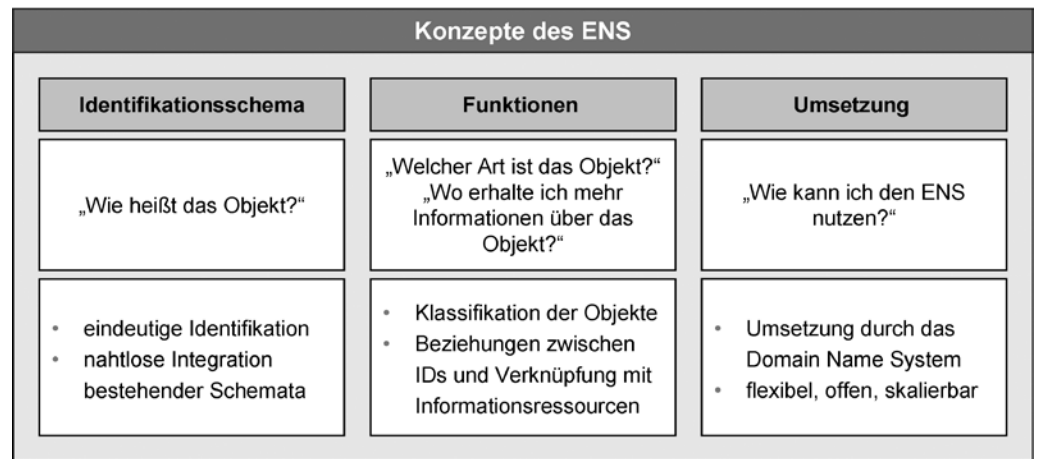 Konzepte des ENS
Identifikationsschema
„Wie heißt das Objekt?“
• eindeutige Identifikation
• nahtlose Integration
bestehender Schemata
Funktionen
„Welcher Art ist das Objekt?“
„Wo erhalte ich mehr
Informationen über das
Objekt?“
• Klassifikation der Objekte
• Beziehungen zwischen
IDs und Verknüpfung mit
Informationsressourcen
Umsetzung
„Wie kann ich den ENS
nutzen?“
• Umsetzung durch das
Domain Name System
• flexibel, offen, skalierbar